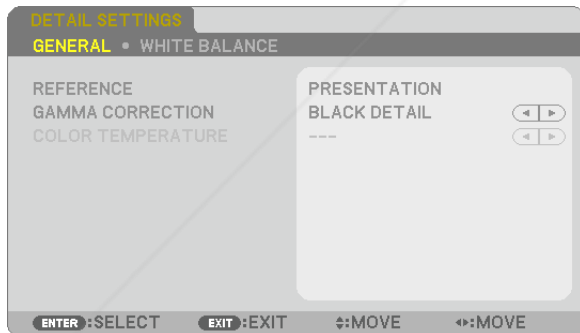 DETAIL SETTINGS
GENERAL • WHITE BALANCE
REFERENCE PRESENTATION
GAMMA CORRECTION BLACK DETAIL
COLOR TEMPERATURE ---
ENTER:SELECT EXIT:EXIT :MOVE :MOVE